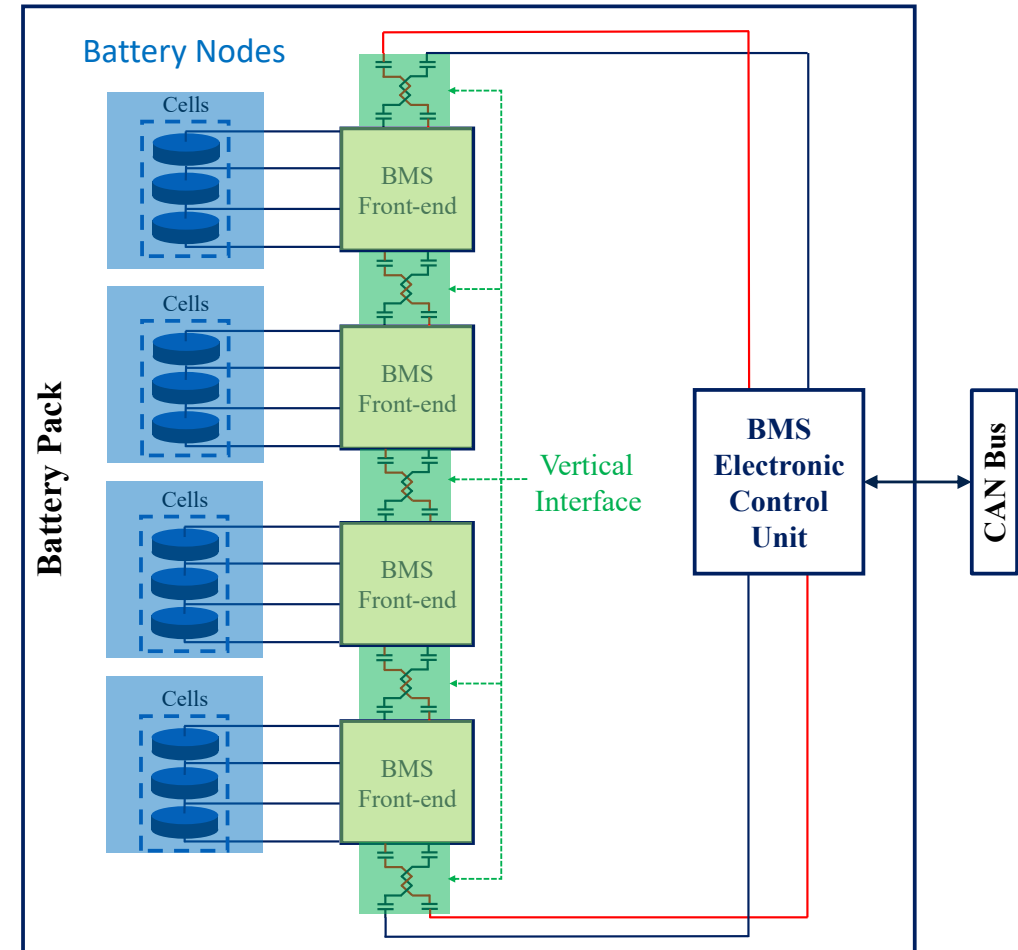 Battery Nodes
Cells
BMS
Front-end
Cells
BMS
Front-end
Battery Pack
Vertical
Interface
BMS
Electronic
Control
Unit
CAN Bus
Cells
BMS
Front-end
Cells
BMS
Front-end